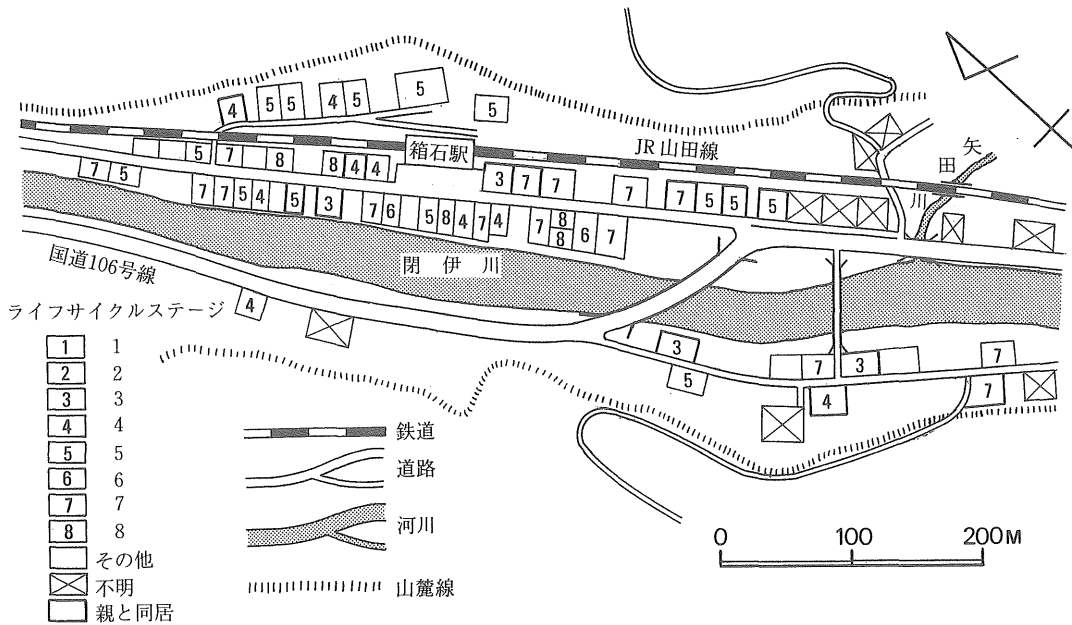 4 5 5 4 5 5 5
箱石駅
JR山田線
矢
田
川
5 7 8 8 4 4
3 7 7 7 7 5 5 5
7 5
7 7 5 4 5 3 7 6 5 8 4 7 4 7 8 8 6 7
閉伊川
国道106号線
4
3
5
7 3 7
4 7
ライフサイクルステージ
1 1
2 2
3 3
4 4
5 5
6 6
7 7
8 8
その他
不明
親と同居
鉄道
道路
河川
山麓線
0 100 200M